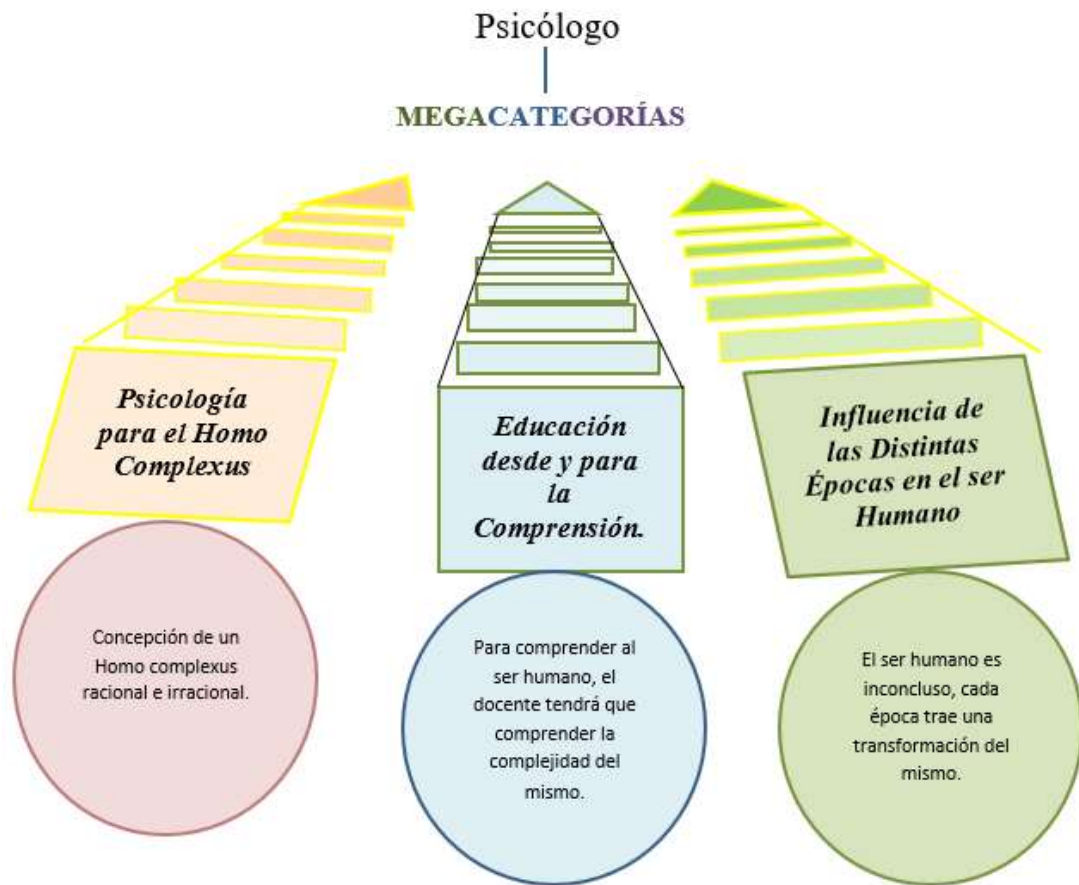 Psicólogo
MEGACATEGORÍAS
Psicología
para el Homo
Complexus
Educación
desde y para
la
Comprensión.
Influencia de
las Distintas
Épocas en el ser
Humano
Concepción de un
Homo complexus
racional e irracional.
Para comprender al
ser humano, el
docente tendrá que
comprender la
complejidad del
mismo.
El ser humano es
inconcluso, cada
época trae una
transformación del
mismo.